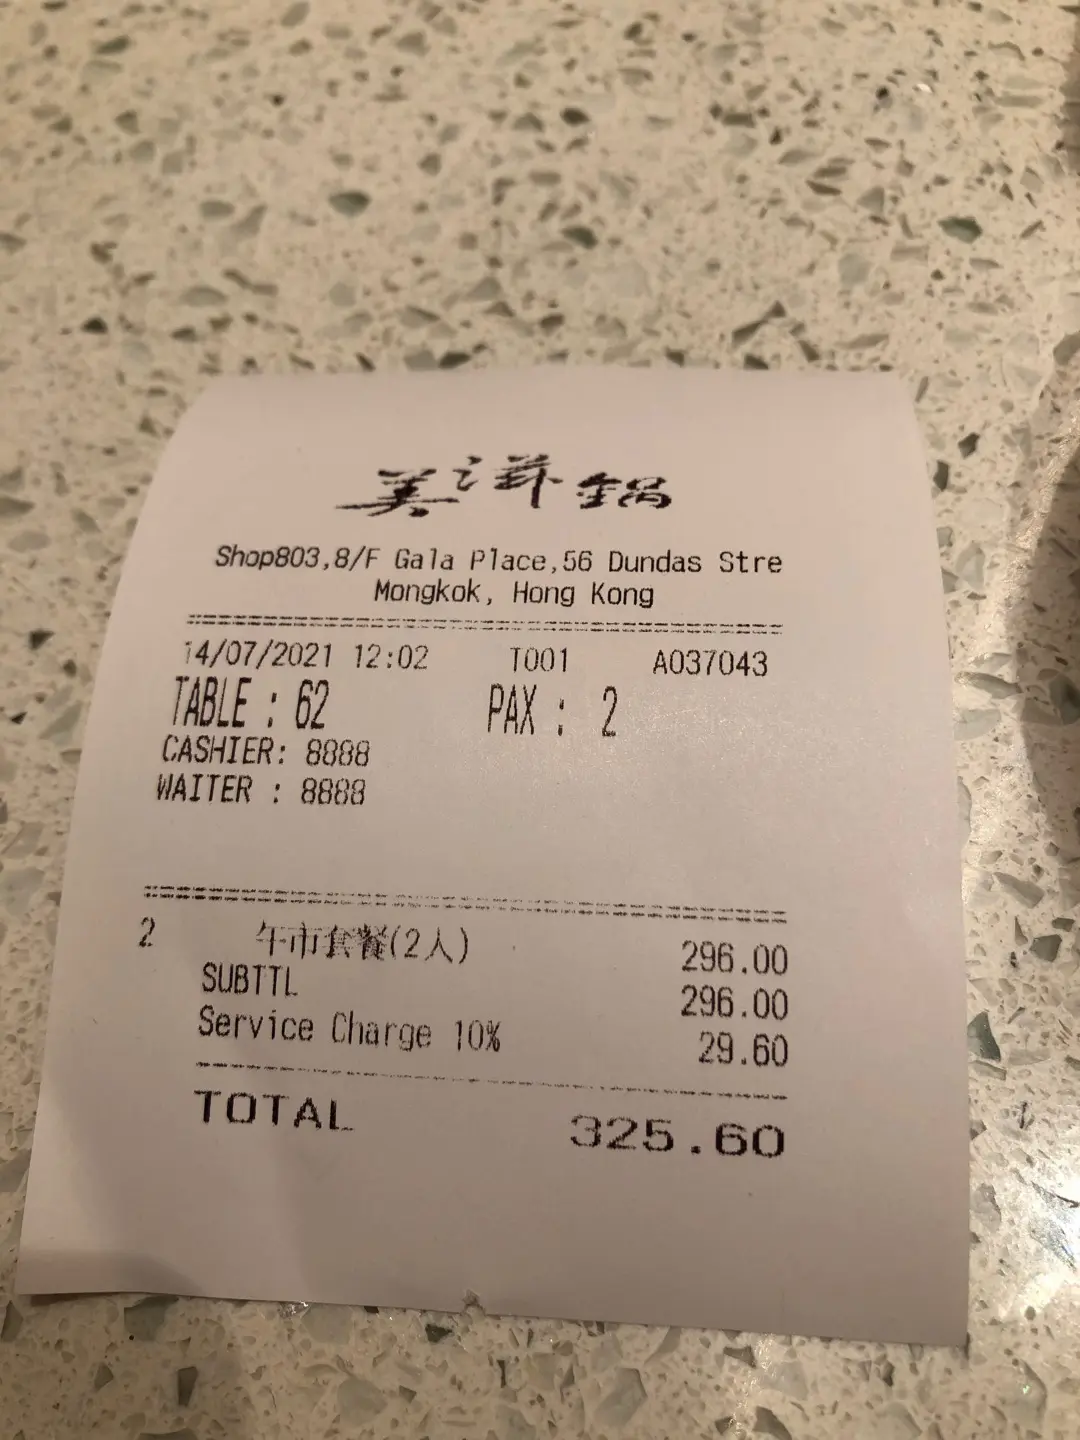 美洋鍋
Shop803,8/F Gala Place,56 Dundas Stre
Mongkok, Hong Kong
14/07/2021 12:02 T001 A037043
TABLE : 62 PAX : 2
CASHIER: 8888
WAITER : 8888
2 午市套餐(2人) 296.00
SUBTTL 296.00
Service Charge 10% 29.60
TOTAL 325.60